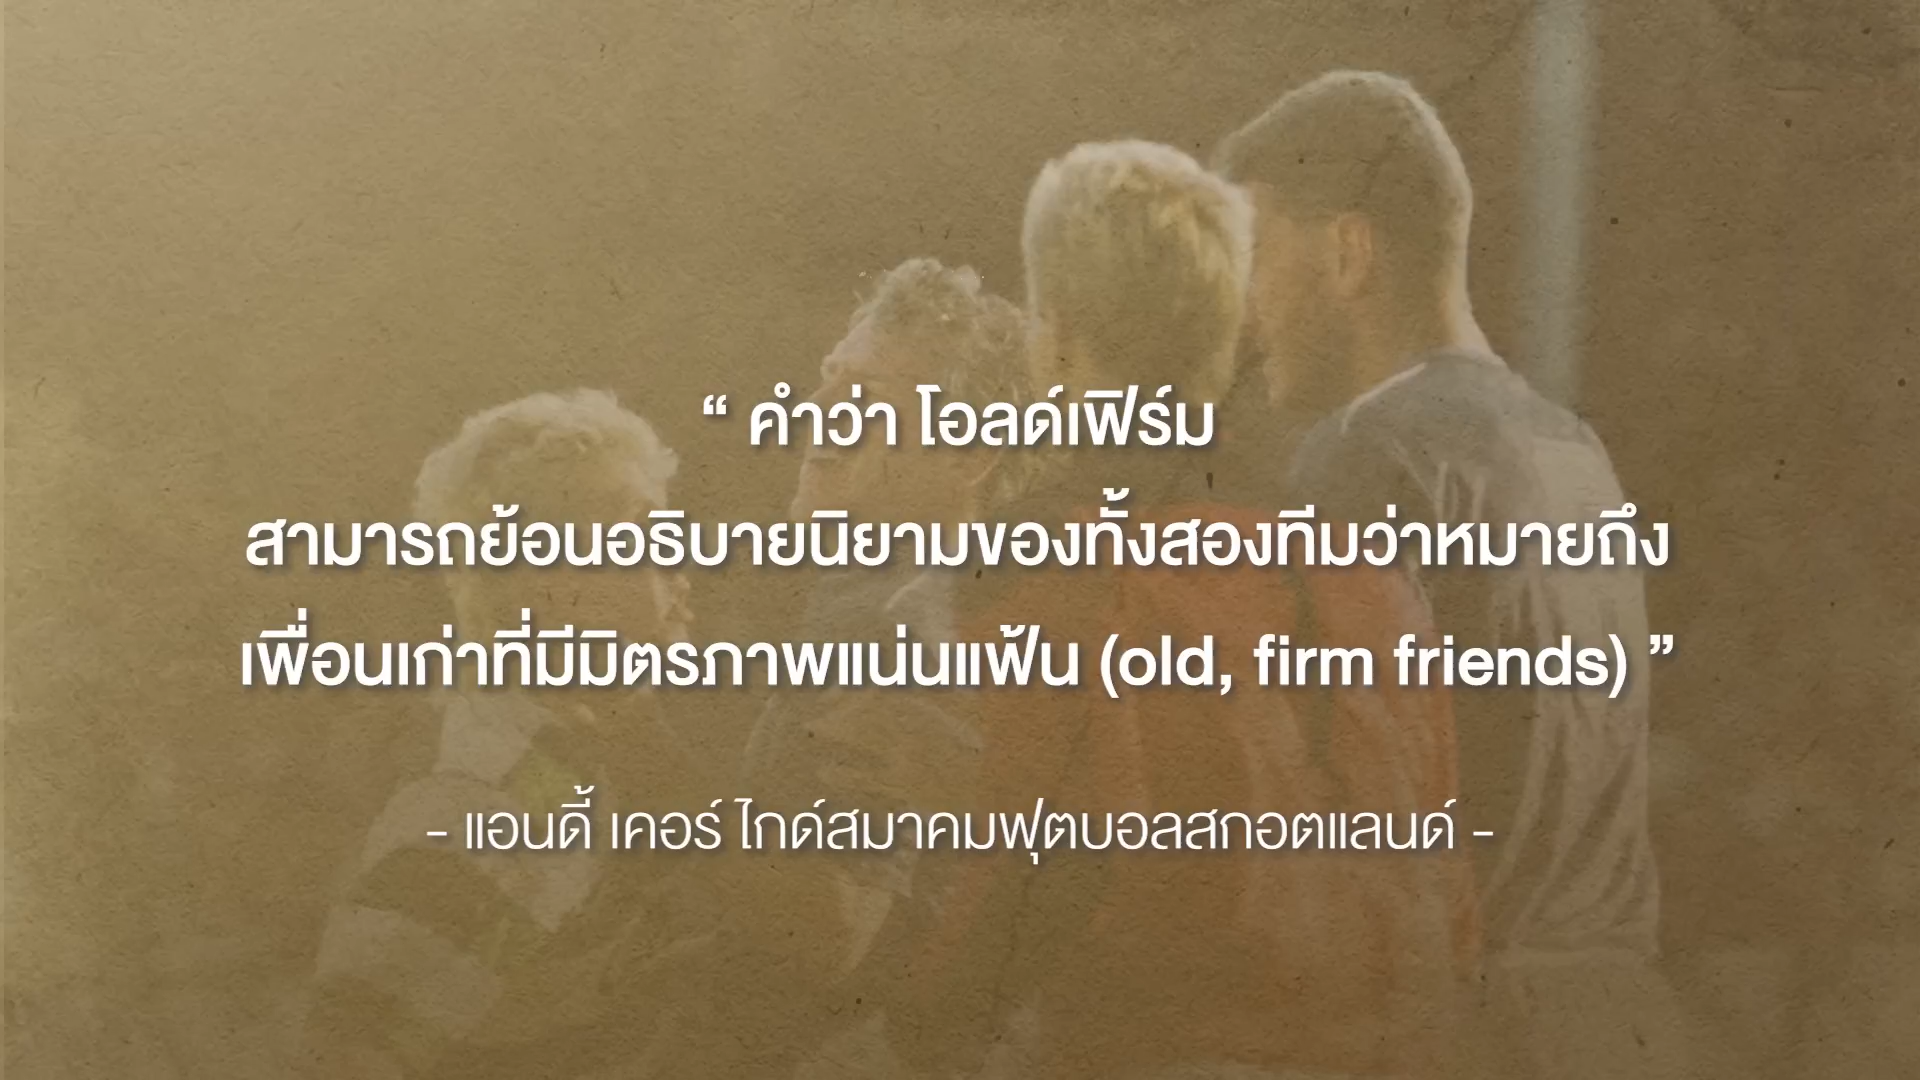 “ คำว่า โอลด์เฟิร์ม
สามารถย้อนอธิบายนิยามของทั้งสองทีมว่าหมายถึง
เพื่อนเก่าที่มีมิตรภาพแน่นแฟ้น (old, firm friends) ”
- แอนดี้ เคอร์ ไกด์สมาคมฟุตบอลสกอตแลนด์ -